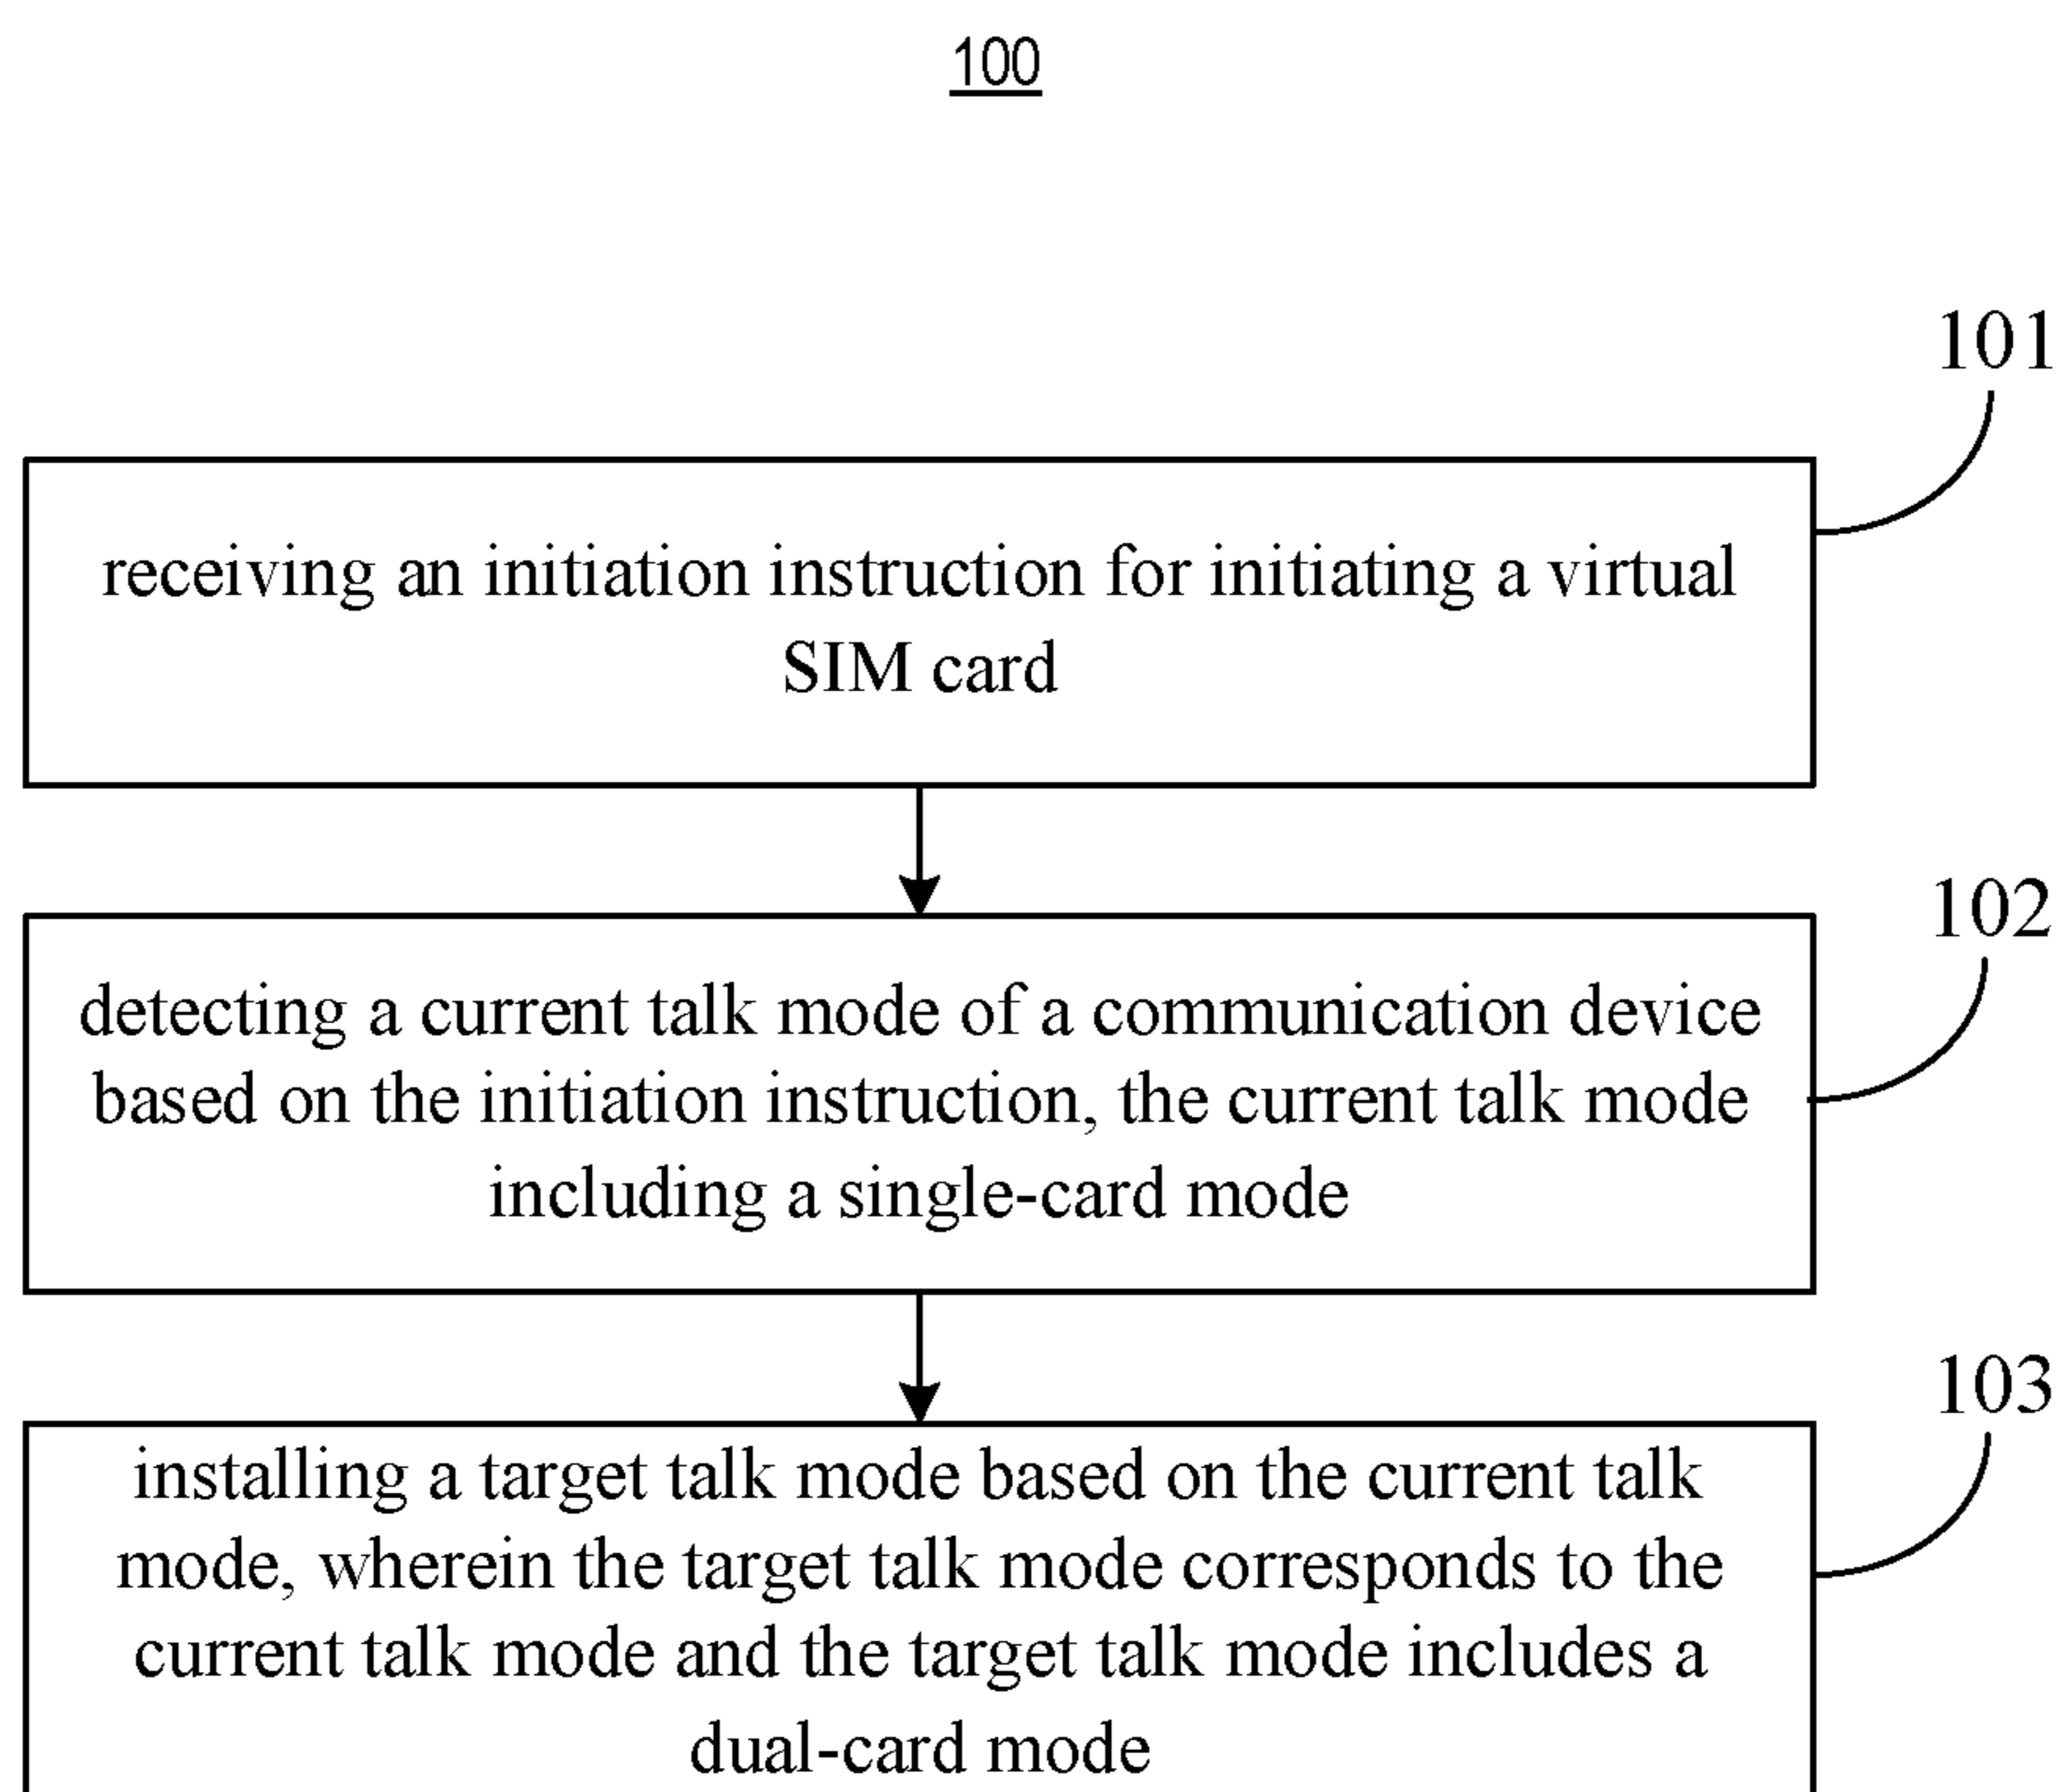 100
101
receiving an initiation instruction for initiating a virtual
SIM card
102
detecting a current talk mode of a communication device
based on the initiation instruction, the current talk mode
including a single-card mode
103
installing a target talk mode based on the current talk
mode, wherein the target talk mode corresponds to the
current talk mode and the target talk mode includes a
dual-card mode